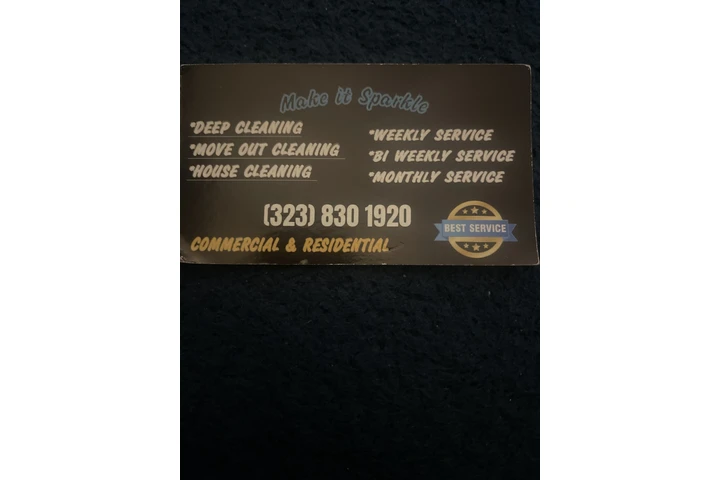 Make it Sparkle
*DEEP CLEANING
*MOVE OUT CLEANING
*HOUSE CLEANING
*WEEKLY SERVICE
*BI WEEKLY SERVICE
*MONTHLY SERVICE
(323) 830 1920
BEST SERVICE
COMMERCIAL & RESIDENTIAL